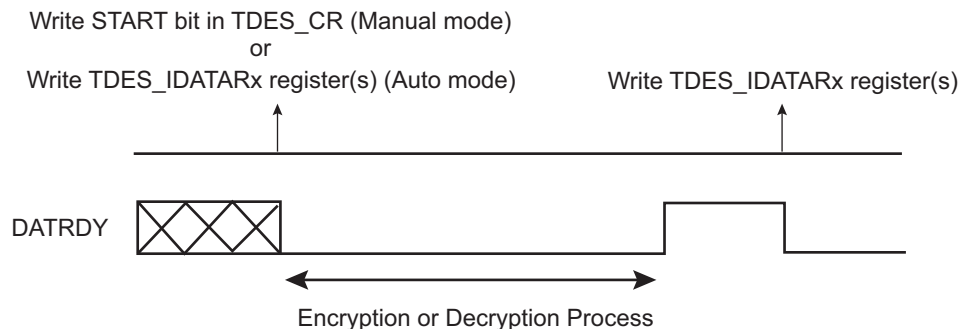 Write START bit in TDES_CR (Manual mode)
or
Write TDES_IDATARx register(s) (Auto mode)
Write TDES_IDATARx register(s)
DATRDY
Encryption or Decryption Process